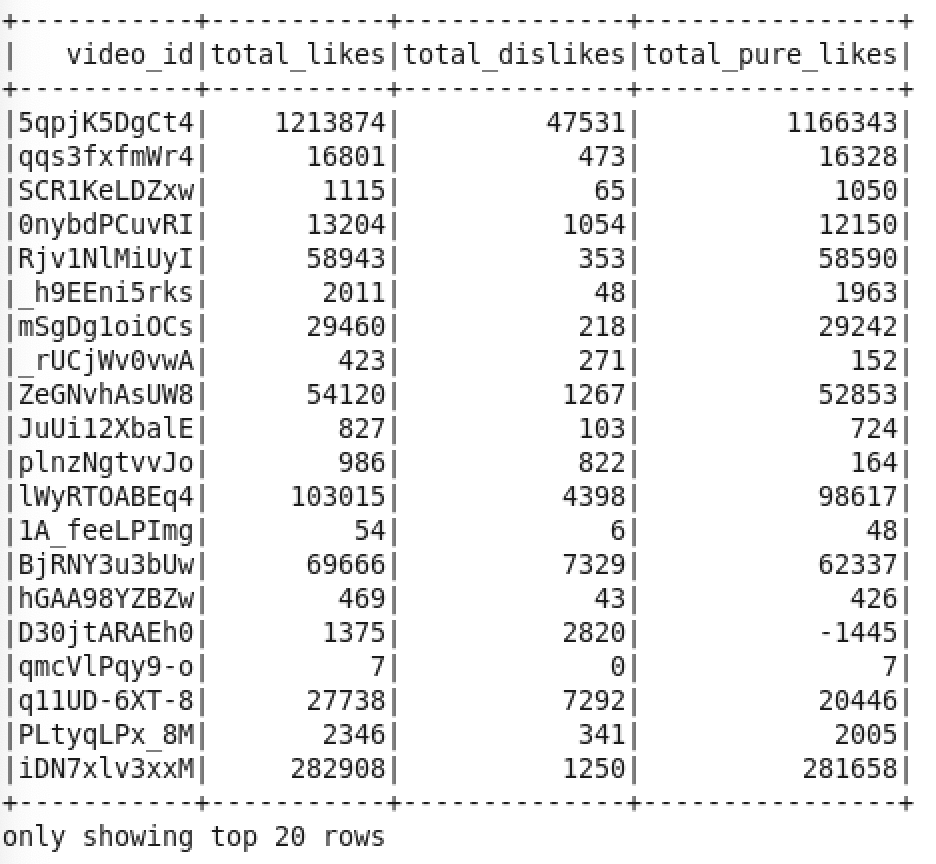 +-----------+-----------+--------------+----------------+
|   video_id|total_likes|total_dislikes|total_pure_likes|
+-----------+-----------+--------------+----------------+
|5qpjK5DgCt4|    1213874|         47531|         1166343|
|qqs3fxfmWr4|      16801|           473|           16328|
|SCR1KeLDZxw|       1115|            65|            1050|
|0nybdPCuvRI|      13204|          1054|           12150|
|Rjv1NlMiUyI|      58943|           353|           58590|
|_h9EEni5rks|       2011|            48|            1963|
|mSgDg1oiOCs|      29460|           218|           29242|
|_rUCjWv0vwA|        423|           271|             152|
|ZeGNvhAsUW8|      54120|          1267|           52853|
|JuUi12XbalE|        827|           103|             724|
|plnzNgtvvJo|        986|           822|             164|
|lWyRTOABEq4|     103015|          4398|           98617|
|1A_feeLPImg|         54|             6|              48|
|BjRNY3u3bUw|      69666|          7329|           62337|
|hGAA98YZBZw|        469|            43|             426|
|D30jtARAEh0|       1375|          2820|           -1445|
|qmcVlPqy9-o|          7|             0|               7|
|q11UD-6XT-8|      27738|          7292|           20446|
|PLtyqLPx_8M|       2346|           341|            2005|
|iDN7xlv3xxM|     282908|          1250|          281658|
+-----------+-----------+--------------+----------------+
only showing top 20 rows